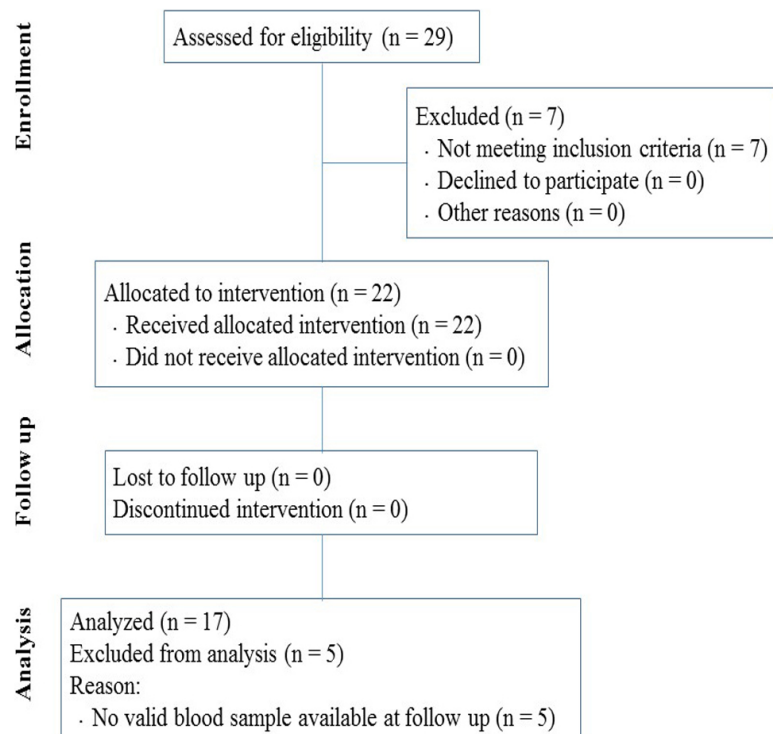 Enrollment
Assessed for eligibility (n = 29)
Excluded (n = 7)
· Not meeting inclusion criteria (n = 7)
· Declined to participate (n = 0)
· Other reasons (n = 0)
Allocation
Allocated to intervention (n = 22)
· Received allocated intervention (n = 22)
· Did not receive allocated intervention (n = 0)
Follow up
Lost to follow up (n = 0)
Discontinued intervention (n = 0)
Analysis
Analyzed (n = 17)
Excluded from analysis (n = 5)
Reason:
· No valid blood sample available at follow up (n = 5)